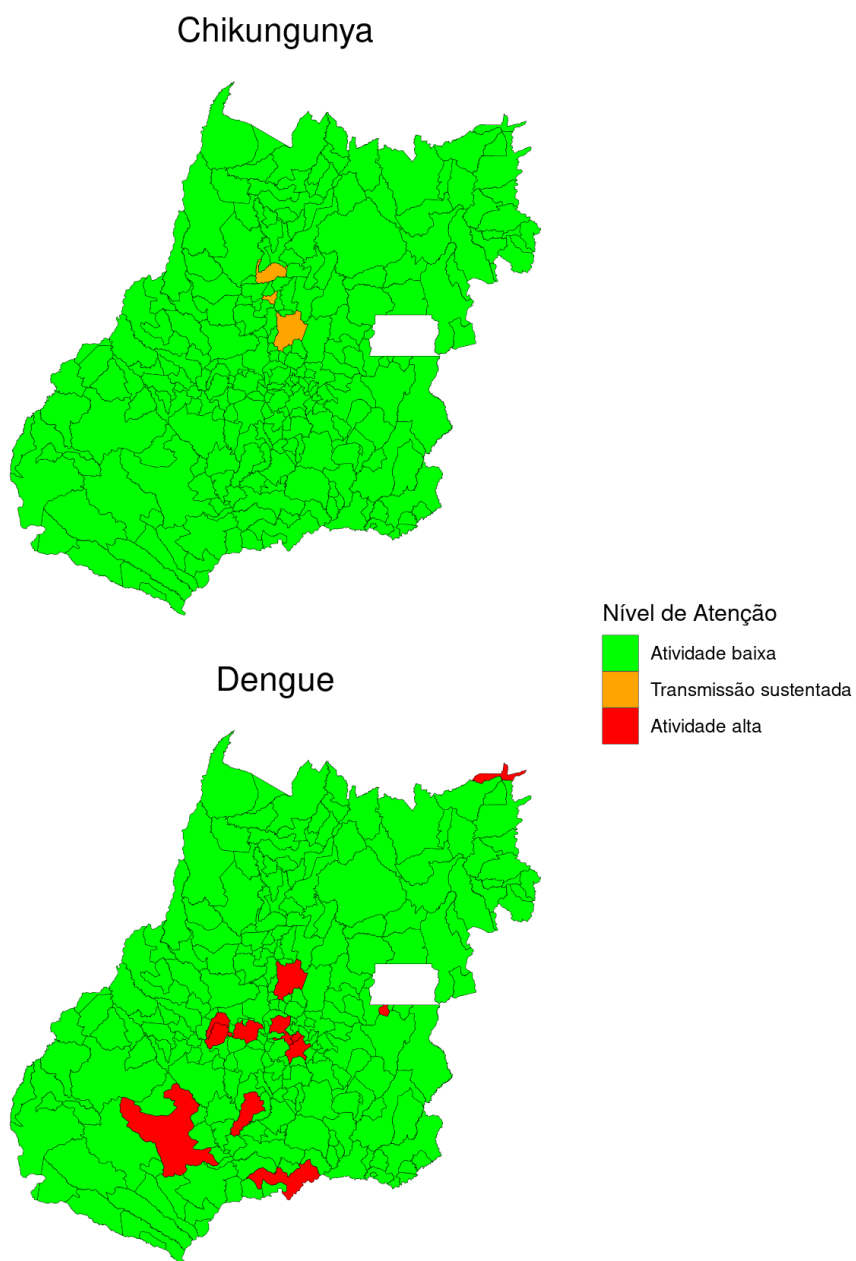 Chikungunya
Nível de Atenção
Atividade baixa
Transmissão sustentada
Atividade alta
Dengue